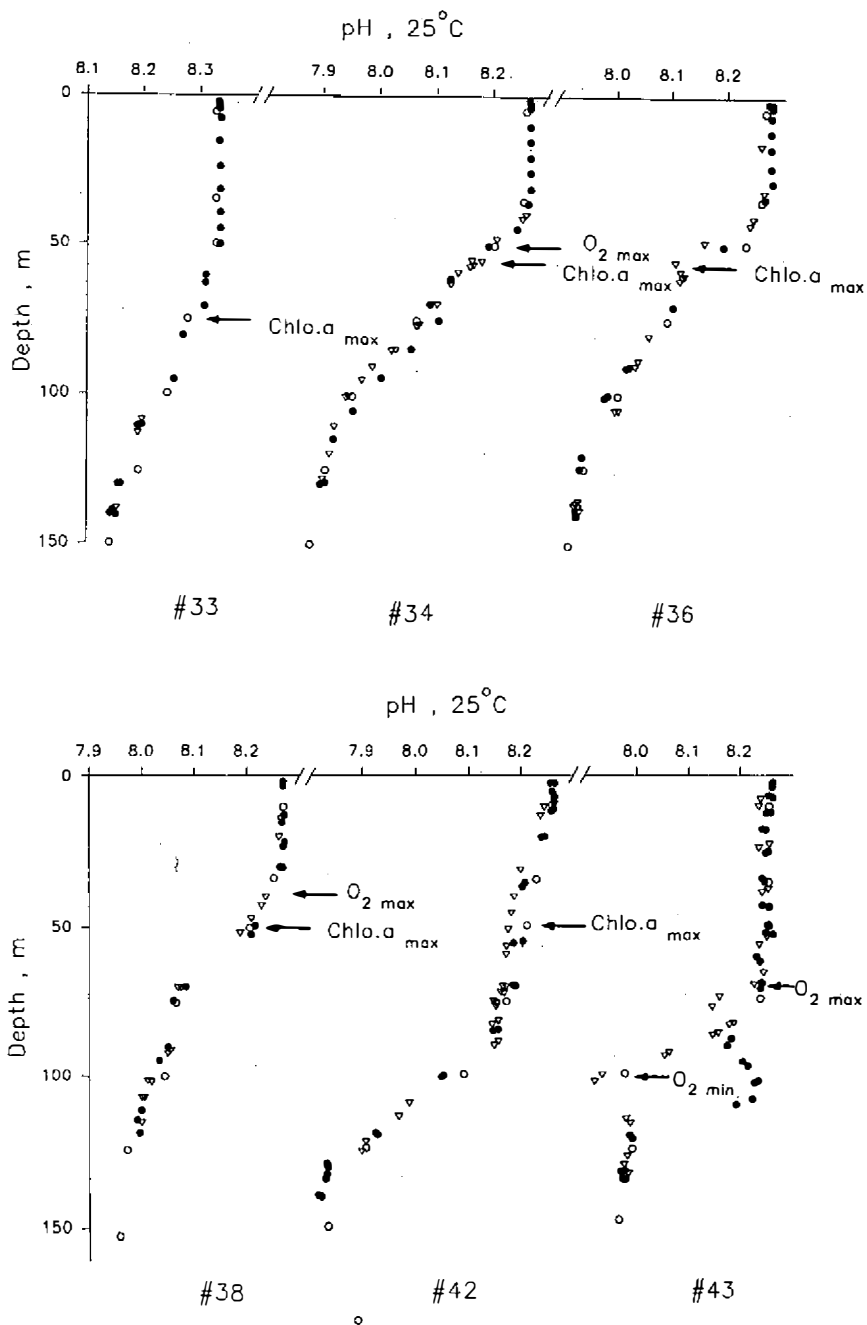 pH , 25°C
8.1 8.2 8.3 7.9 8.0 8.1 8.2 8.0 8.1 8.2
0
50
100
150
Depth , m
O2 max
Chlo.a max
Chlo.a max
Chlo.a max
#33 #34 #36
pH , 25°C
7.9 8.0 8.1 8.2 7.9 8.0 8.1 8.2 8.0 8.1 8.2
0
50
100
150
Depth , m
O2 max
Chlo.a max
Chlo.a max
O2 max
O2 min
#38 #42 #43